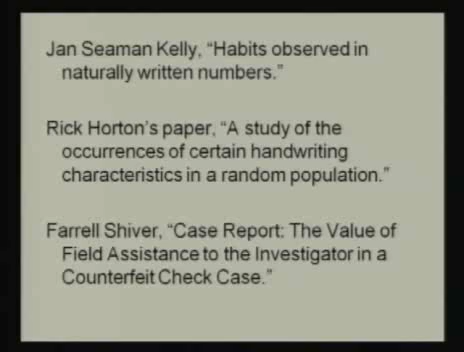 Jan Seaman Kelly, “Habits observed in
naturally written numbers.”
Rick Horton’s paper, “A study of the
occurrences of certain handwriting
characteristics in a random population.”
Farrell Shiver, “Case Report: The Value of
Field Assistance to the Investigator in a
Counterfeit Check Case.”